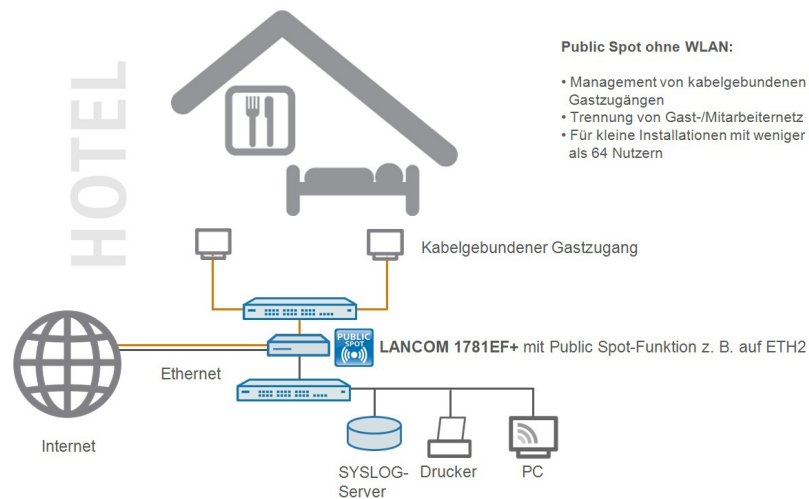 HOTEL
Public Spot ohne WLAN:
• Management von kabelgebundenen
Gastzugängen
• Trennung von Gast-/Mitarbeiternetz
• Für kleine Installationen mit weniger
als 64 Nutzern
Kabelgebundener Gastzugang
PUBLIC
SPOT
LANCOM 1781EF+ mit Public Spot-Funktion z. B. auf ETH2
Ethernet
Internet
SYSLOG-
Server
Drucker
PC